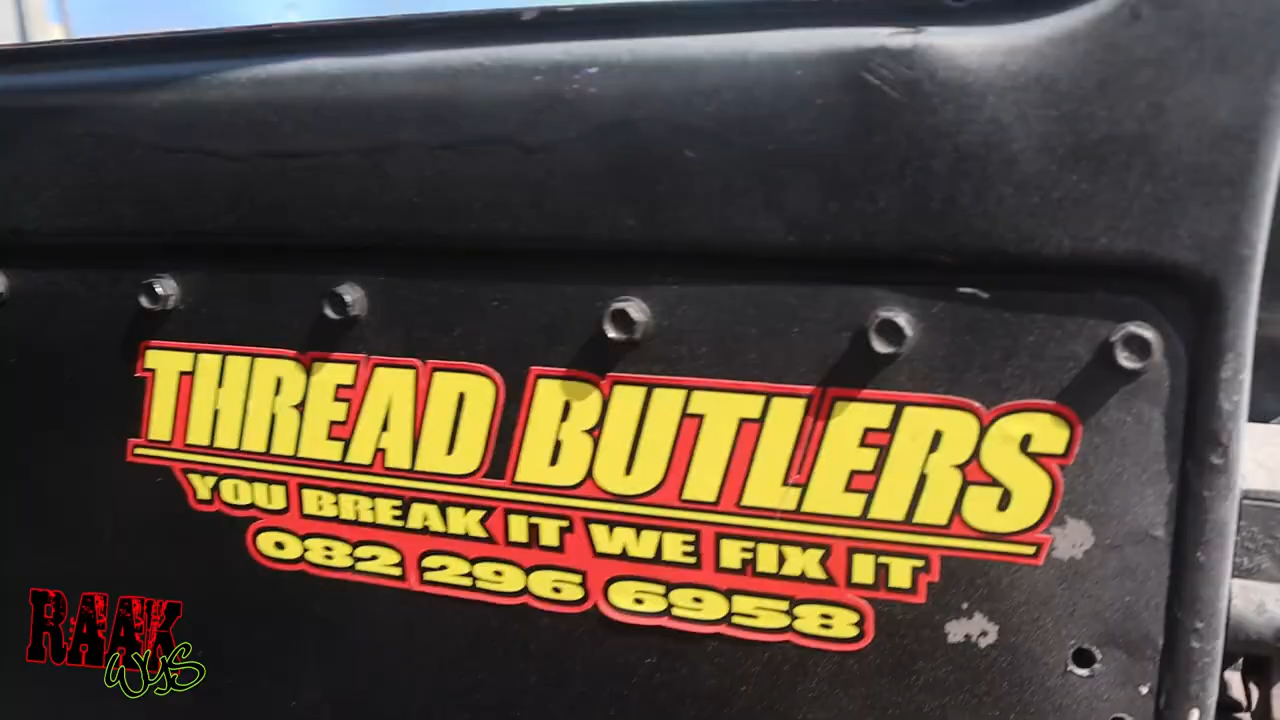 THREAD BUTLERS
YOU BREAK IT WE FIX IT
082 296 6958
RAAK
wys